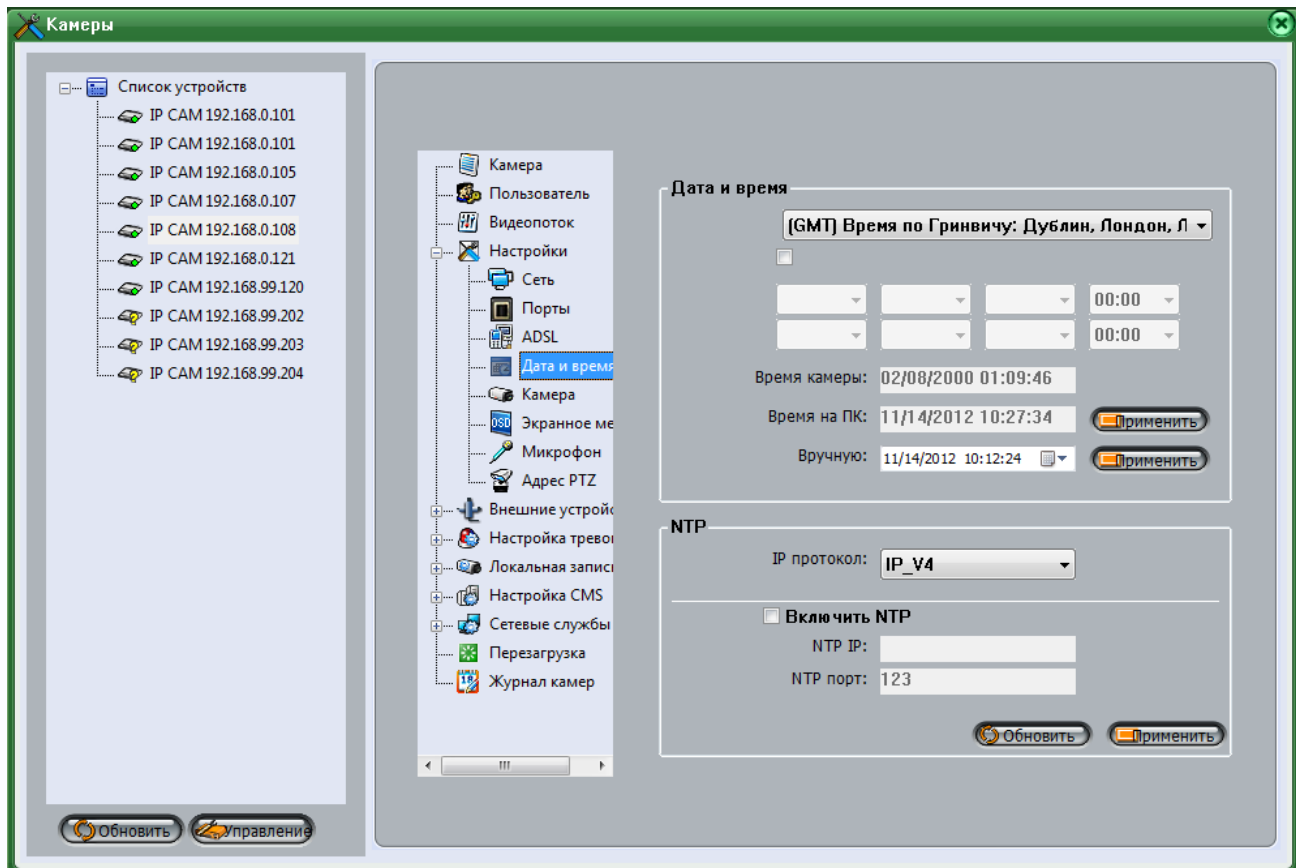 Камеры
Список устройств
IP CAM 192.168.0.101
IP CAM 192.168.0.101
IP CAM 192.168.0.105
IP CAM 192.168.0.107
IP CAM 192.168.0.108
IP CAM 192.168.0.121
IP CAM 192.168.99.120
IP CAM 192.168.99.202
IP CAM 192.168.99.203
IP CAM 192.168.99.204
Обновить
Управление
Камера
Пользователь
Видеопоток
Настройки
Сеть
Порты
ADSL
Дата и время
Камера
OSD Экранное ме
Микрофон
Адрес PTZ
Внешние устройс
Настройка тревог
Локальная запись
Настройка CMS
Сетевые службы
Перезагрузка
18 Журнал камер
Дата и время
(GMT) Время по Гринвичу: Дублин, Лондон, Л
00:00
00:00
Время камеры: 02/08/2000 01:09:46
Время на ПК: 11/14/2012 10:27:34 Применить
Вручную: 11/14/2012 10:12:24 Применить
NTP
IP протокол: IP_V4
Включить NTP
NTP IP:
NTP порт: 123
Обновить Применить